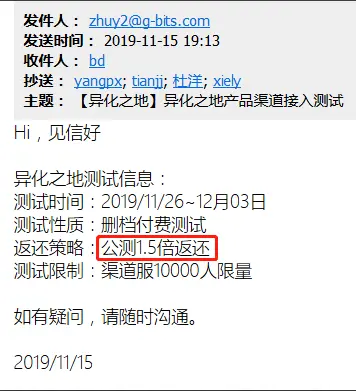 发件人： zhuy2@g-bits.com
发送时间： 2019-11-15 19:13
收件人： bd
抄送： yangpx; tianjj; 杜洋; xiely
主题： 【异化之地】异化之地产品渠道接入测试
Hi，见信好
异化之地测试信息：
测试时间：2019/11/26~12月03日
测试性质：删档付费测试
返还策略：公测1.5倍返还
测试限制：渠道服10000人限量
如有疑问，请随时沟通。
2019/11/15